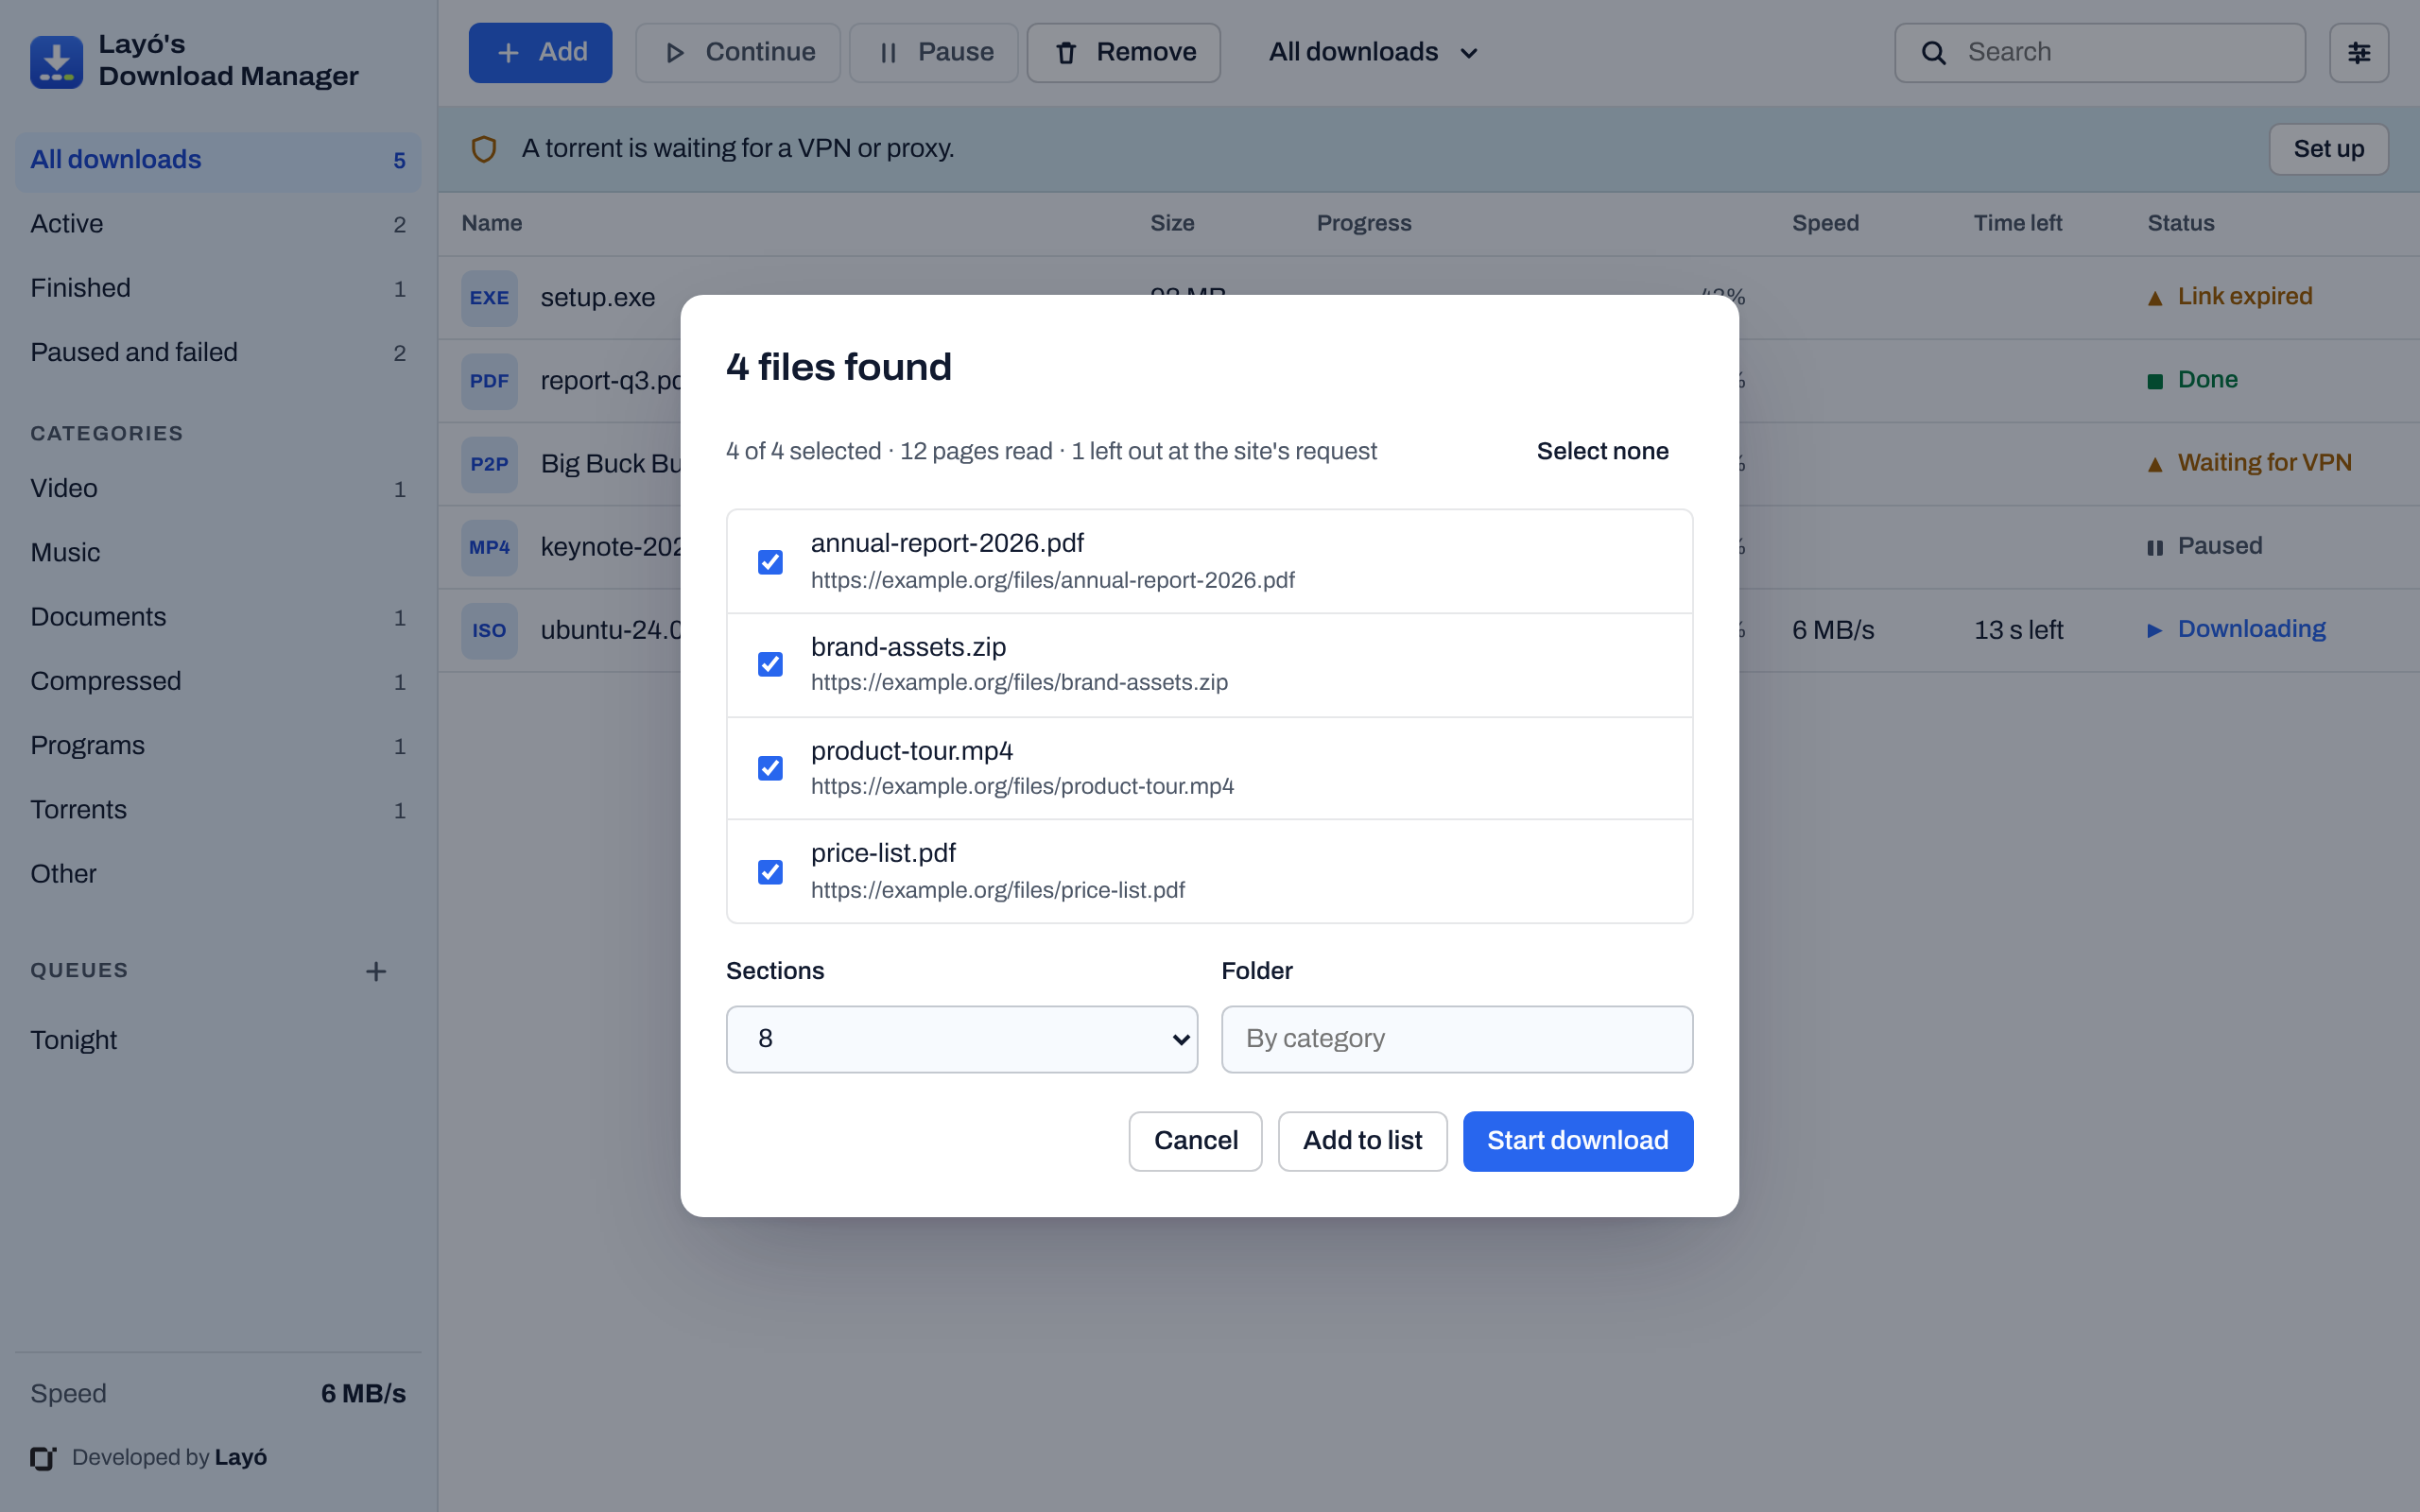 Layó's
Download Manager
Add
Continue
Pause
Remove
All downloads
Search
All downloads 5
Active 2
Finished 1
Paused and failed 2
CATEGORIES
Video 1
Music
Documents 1
Compressed 1
Programs 1
Torrents 1
Other
QUEUES
Tonight
Speed 6 MB/s
Developed by Layó
A torrent is waiting for a VPN or proxy.
Set up
Name Size Progress Speed Time left Status
EXE setup.exe Link expired
PDF Done
P2P Big Buck Waiting for VPN
MP4 Paused
ISO 6 MB/s 13 s left Downloading
4 files found
4 of 4 selected · 12 pages read · 1 left out at the site's request
Select none
annual-report-2026.pdf
https://example.org/files/annual-report-2026.pdf
brand-assets.zip
https://example.org/files/brand-assets.zip
product-tour.mp4
https://example.org/files/product-tour.mp4
price-list.pdf
https://example.org/files/price-list.pdf
Sections Folder
8 By category
Cancel
Add to list
Start download